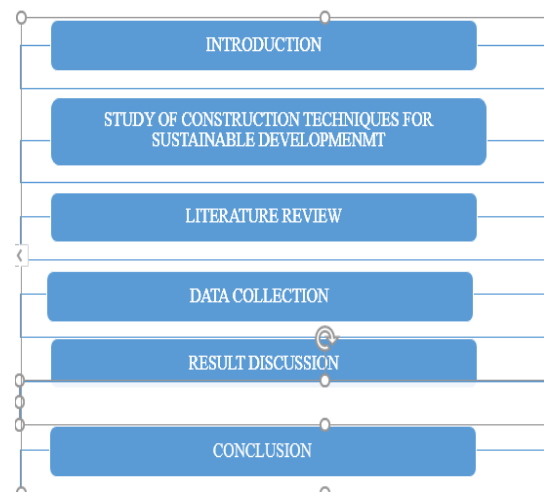 INTRODUCTION
STUDY OF CONSTRUCTION TECHNIQUES FOR
SUSTAINABLE DEVELOPMENMT
LITERATURE REVIEW
DATA COLLECTION
RESULT DISCUSSION
CONCLUSION